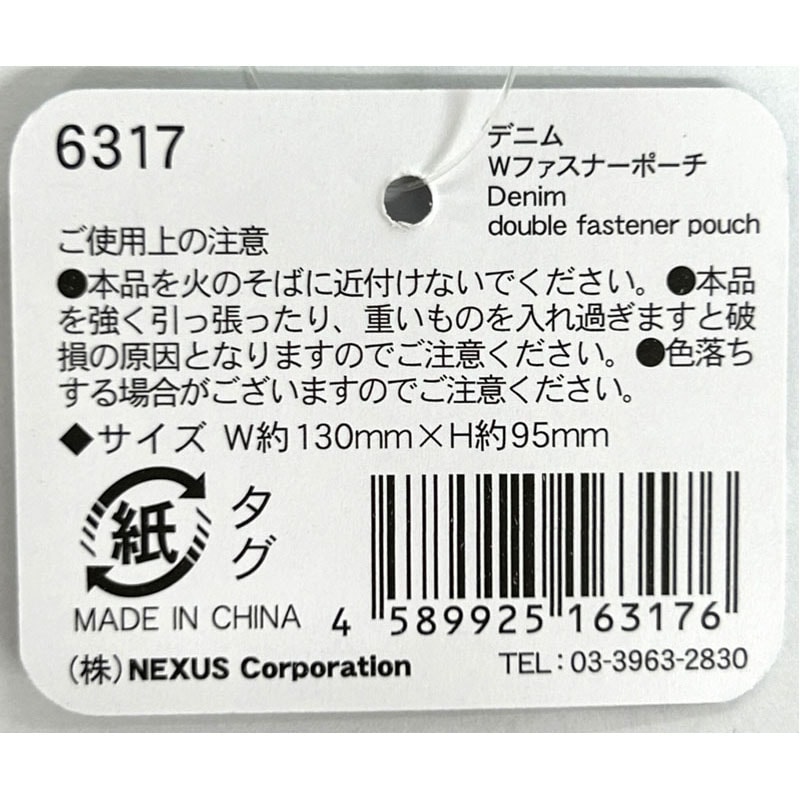 6317
デニム
Wファスナーポーチ
Denim
double fastener pouch
ご使用上の注意
●本品を火のそばに近付けないでください。●本品
を強く引っ張ったり、重いものを入れ過ぎますと破
損の原因となりますのでご注意ください。●色落ち
する場合がございますのでご注意ください。
◆サイズ W約130mm×H約95mm
紙
タグ
MADE IN CHINA
4 589925 163176
(株)NEXUS Corporation
TEL:03-3963-2830